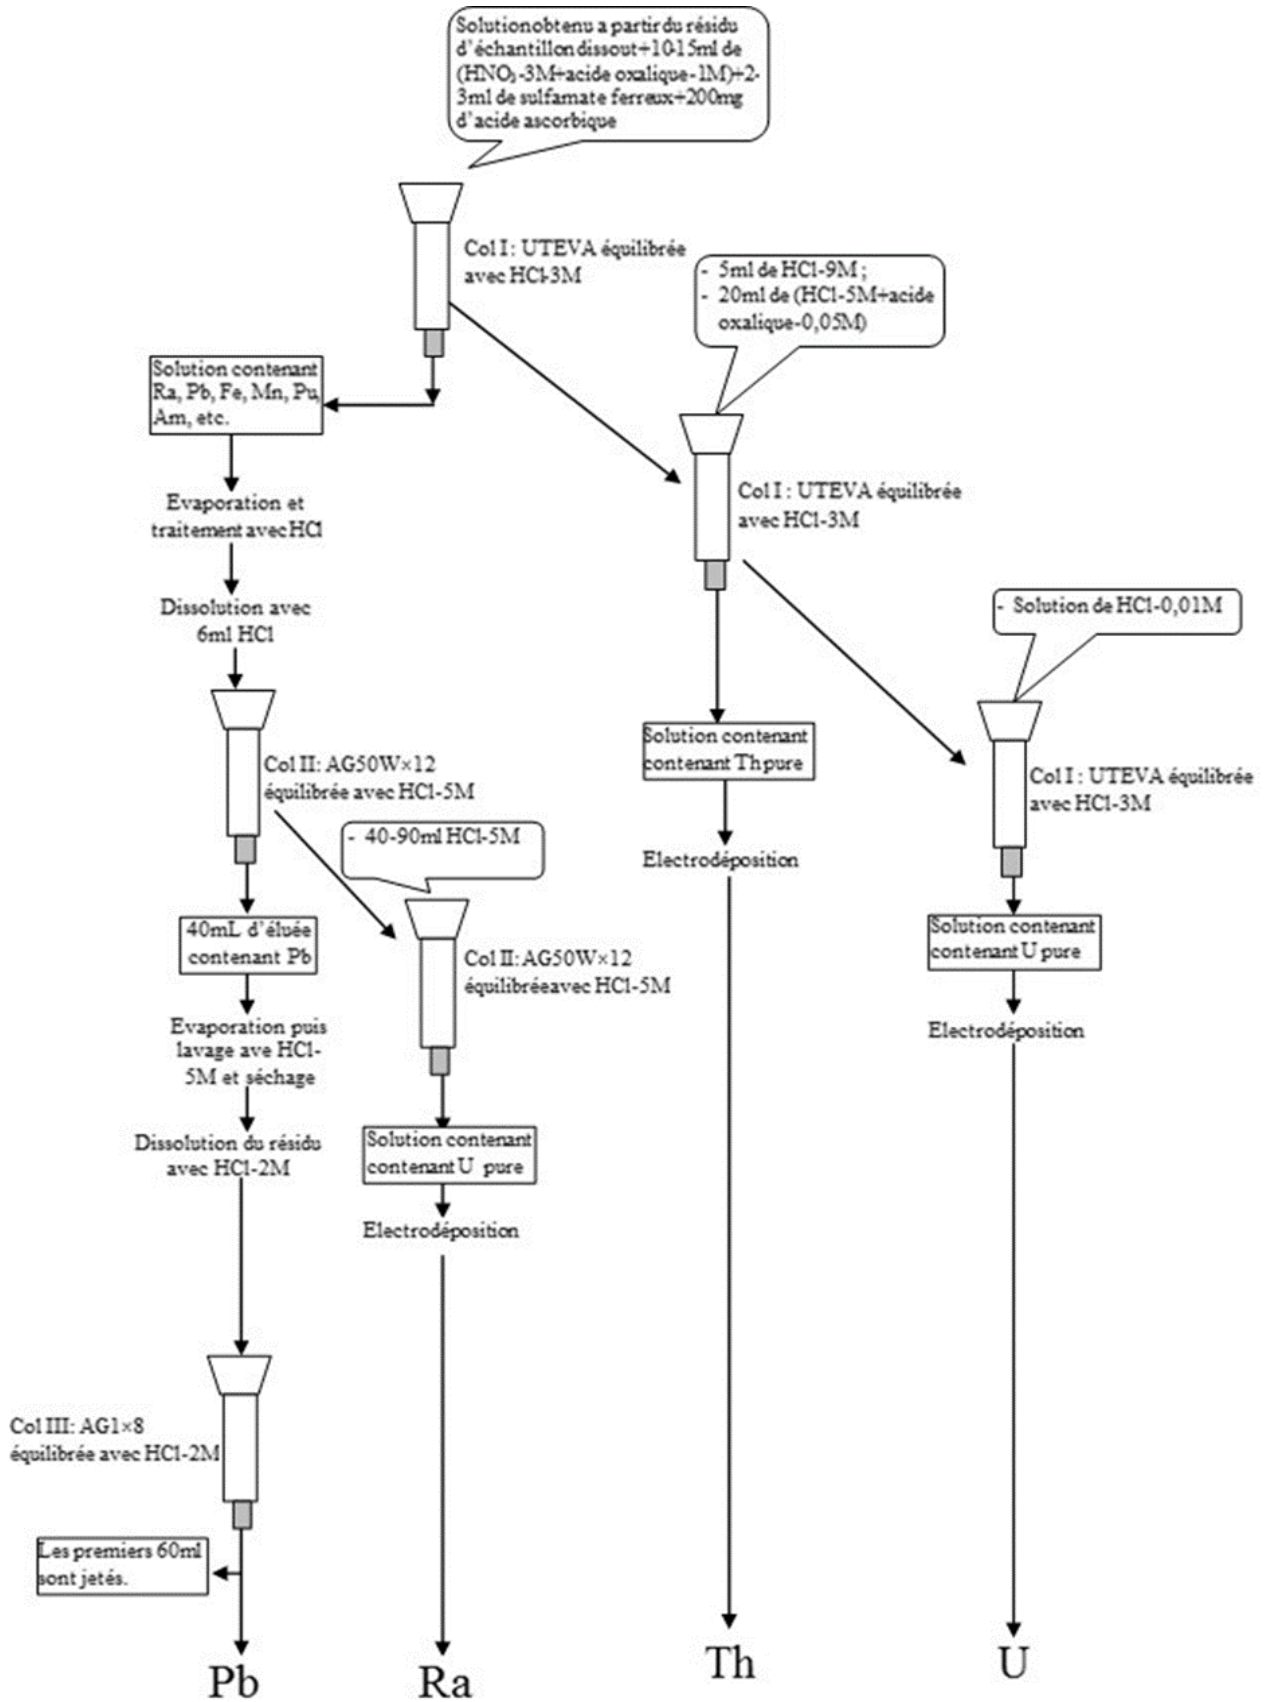 Solution obtenu a partir du résidu
d'échantillon dissout+10-15ml de
(HNO₃-3M+acide oxalique-1M)+2-
3ml de sulfamate ferreux+200mg
d'acide ascorbique
Col I : UTEVA équilibrée
avec HCl-3M
- 5ml de HCl-9M ;
- 20ml de (HCl-5M+acide
oxalique-0,05M)
Solution contenant
Ra, Pb, Fe, Mn, Pu,
Am, etc.
Evaporation et
traitement avec HCl
Dissolution avec
6ml HCl
Col I : UTEVA équilibrée
avec HCl-3M
- Solution de HCl-0,01M
Solution contenant
contenant Th pure
Electrodéposition
Col I : UTEVA équilibrée
avec HCl-3M
Solution contenant
contenant U pure
Electrodéposition
Col II: AG50W×12
équilibrée avec HCl-5M
- 40-90ml HCl-5M
40mL d'éluée
contenant Pb
Col II: AG50W×12
équilibrée avec HCl-5M
Evaporation puis
lavage ave HCl-
5M et séchage
Dissolution du résidu
avec HCl-2M
Solution contenant
contenant U pure
Electrodéposition
Col III: AG1×8
équilibrée avec HCl-2M
Les premiers 60ml
sont jetés.
Pb
Ra
Th
U